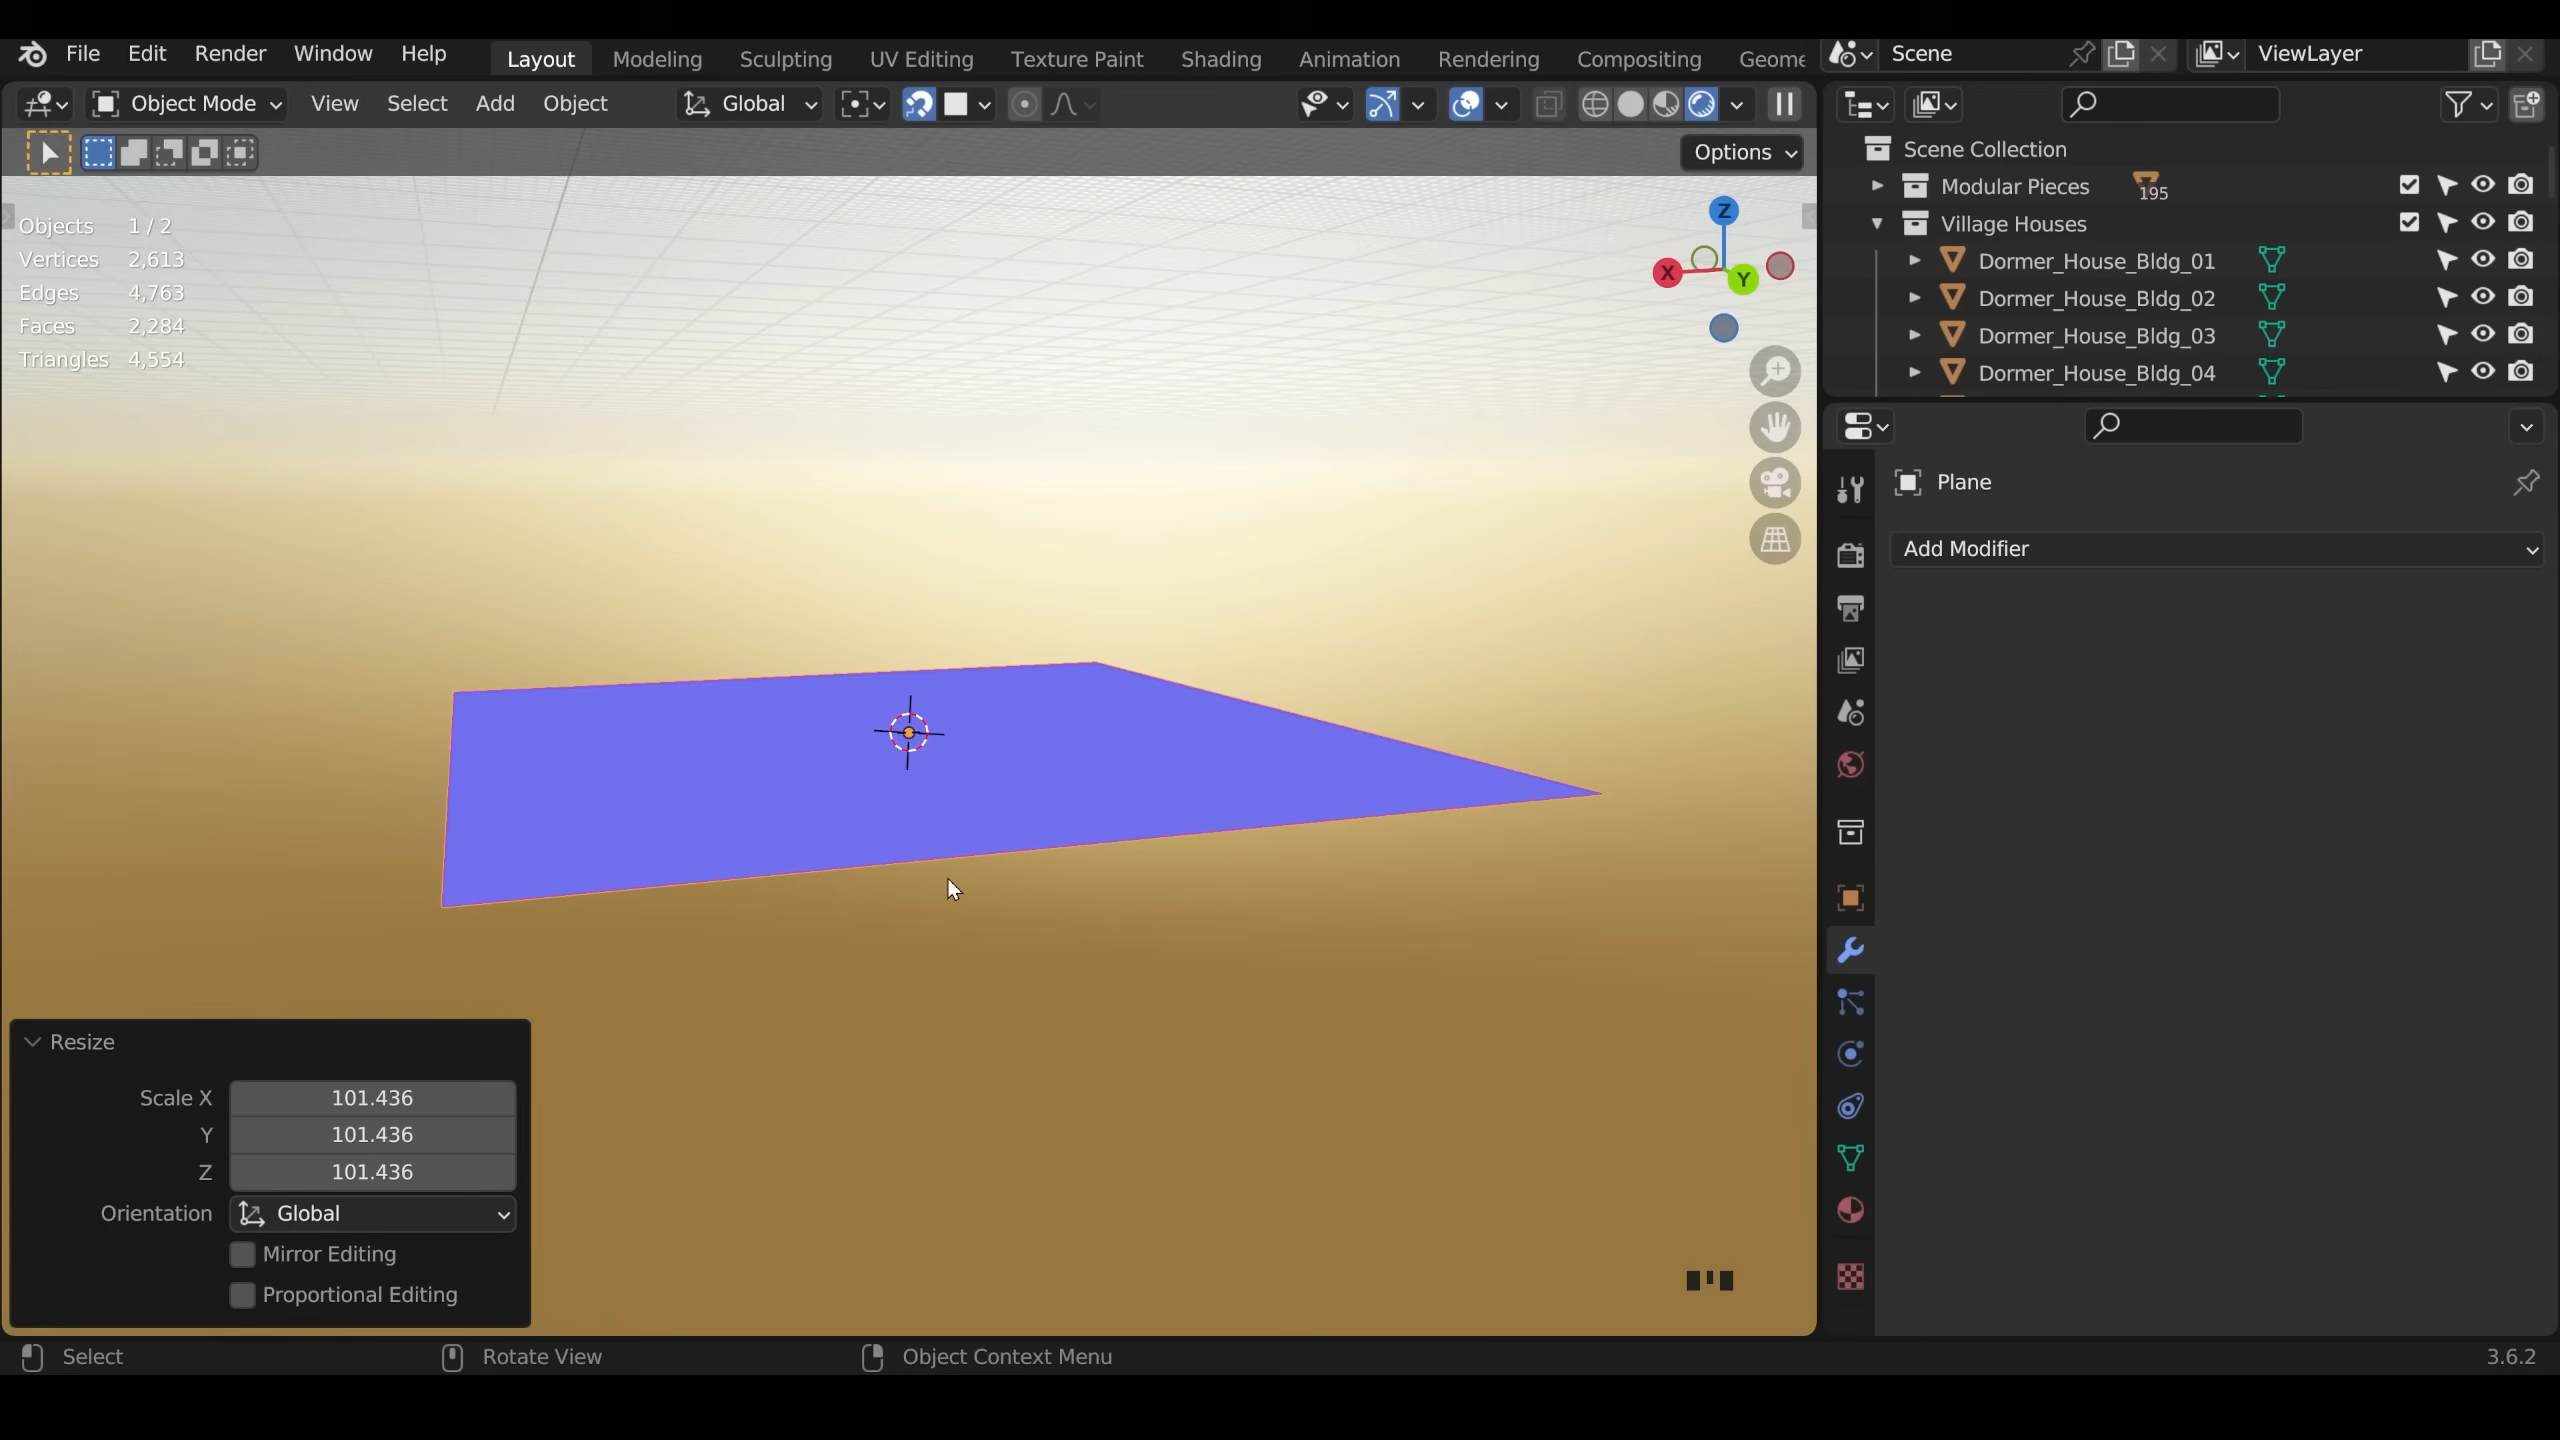 File Edit Render Window Help Layout Modeling Sculpting UV Editing Texture Paint Shading Animation Rendering Compositing Geome Scene ViewLayer
Object Mode View Select Add Object Global
Options
Objects 1 / 2
Vertices 2,613
Edges 4,763
Faces 2,284
Triangles 4,554
Z
X
Y
Scene Collection
Modular Pieces 195
Village Houses
Dormer_House_Bldg_01
Dormer_House_Bldg_02
Dormer_House_Bldg_03
Dormer_House_Bldg_04
Plane
Add Modifier
Resize
Scale X 101.436
Y 101.436
Z 101.436
Orientation Global
Mirror Editing
Proportional Editing
Select Rotate View Object Context Menu 3.6.2